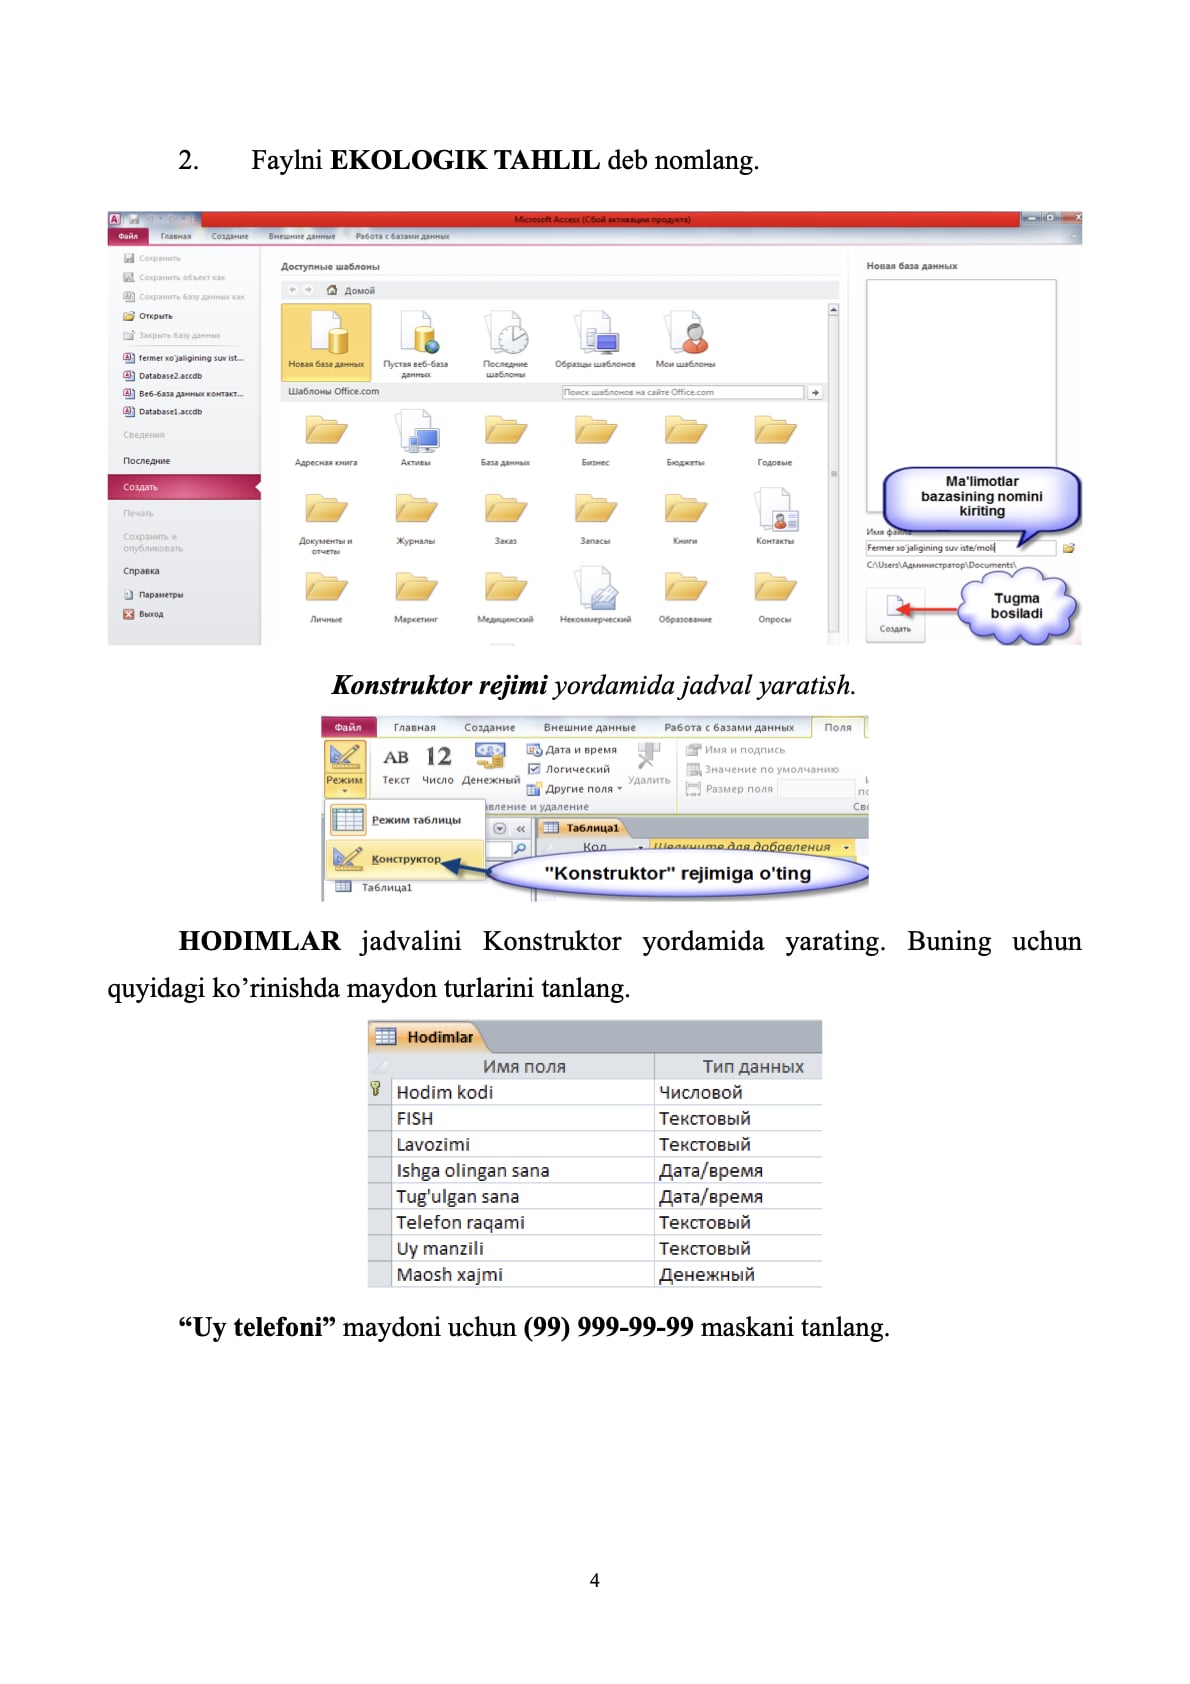 2. Faylni EKOLOGIK TAHLIL deb nomlang.
Microsoft Access (Сбой активации продукта)
Файл Главная Создание Внешние данные Работа с базами данных
Сохранить
Сохранить объект как
Сохранить базу данных как
Открыть
Закрыть базу данных
fermer xo'jaligining suv ist...
Database2.accdb
Веб-база данных контакт...
Database1.accdb
Сведения
Последние
Создать
Печать
Сохранить и
опубликовать
Справка
Параметры
Выход
Доступные шаблоны
Домой
Новая база данных
Пустая веб-база
данных
Последние
шаблоны
Образцы шаблонов
Мои шаблоны
Шаблоны Office.com
Поиск шаблонов на сайте Office.com
Адресная книга Активы База данных Бизнес Бюджеты Годовые
Документы и
отчеты
Журналы Заказ Запасы Книги Контакты
Личные Маркетинг Медицинский Некоммерческий Образование Опросы
Новая база данных
Ma'limotlar
bazasining nomini
kiriting
Имя файла
Fermer xo'jaligining suv iste/moli
C:\Users\Администратор\Documents\
Tugma
bosiladi
Создать
Konstruktor rejimi yordamida jadval yaratish.
Файл Главная Создание Внешние данные Работа с базами данных Поля
Режим
AB 12
Текст Число Денежный
Дата и время
Логический
Другие поля
Удалить
Имя и подпись
Значение по умолчанию
Размер поля
вление и удаление
Сво
Режим таблицы
Конструктор
Таблица1
Таблица1
Код Щелкните для добавления
"Konstruktor" rejimiga o'ting
HODIMLAR jadvalini Konstruktor yordamida yarating. Buning uchun
quyidagi ko’rinishda maydon turlarini tanlang.
Hodimlar
Имя поля Тип данных
Hodim kodi Числовой
FISH Текстовый
Lavozimi Текстовый
Ishga olingan sana Дата/время
Tug'ulgan sana Дата/время
Telefon raqami Текстовый
Uy manzili Текстовый
Maosh xajmi Денежный
“Uy telefoni” maydoni uchun (99) 999-99-99 maskani tanlang.
4